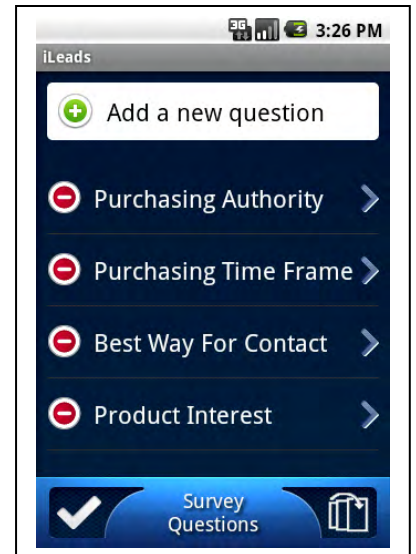 3G 3:26 PM
iLeads
Add a new question
Purchasing Authority
Purchasing Time Frame
Best Way For Contact
Product Interest
Survey
Questions